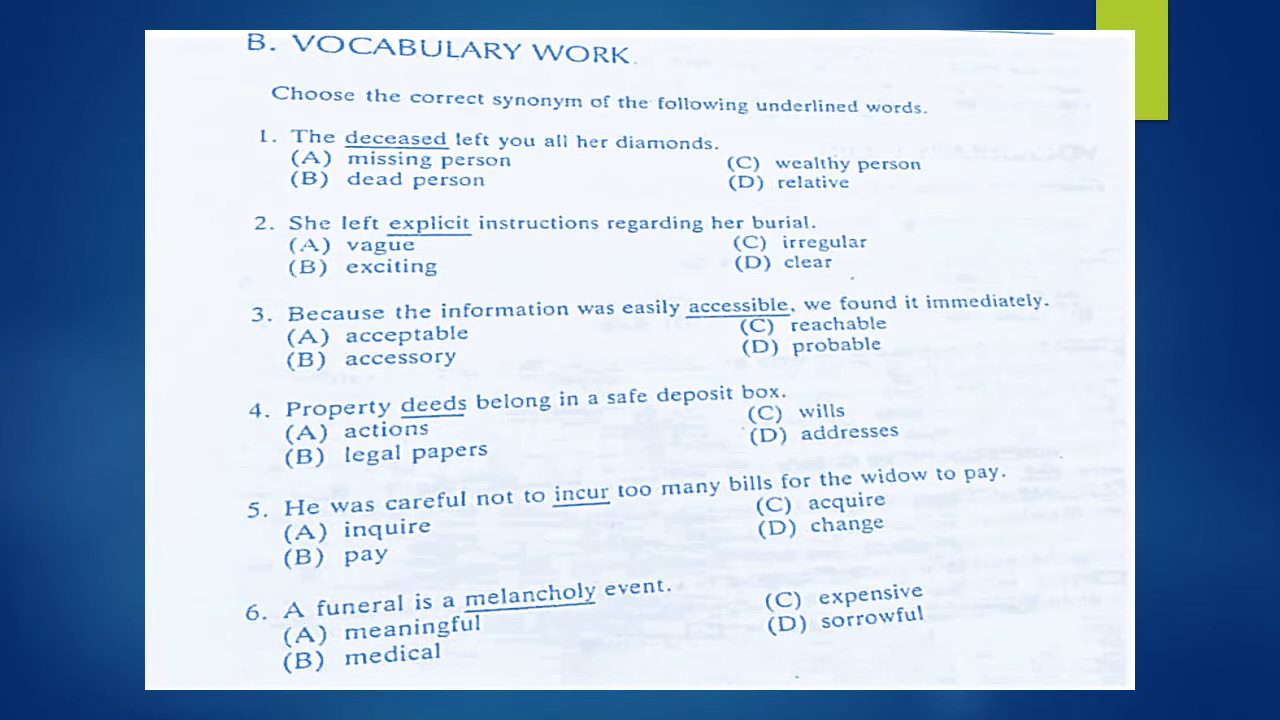 B. VOCABULARY WORK
Choose the correct synonym of the following underlined words.
1. The deceased left you all her diamonds.
(A) missing person (C) wealthy person
(B) dead person (D) relative
2. She left explicit instructions regarding her burial.
(A) vague (C) irregular
(B) exciting (D) clear
3. Because the information was easily accessible, we found it immediately.
(A) acceptable (C) reachable
(B) accessory (D) probable
4. Property deeds belong in a safe deposit box.
(A) actions (C) wills
(B) legal papers (D) addresses
5. He was careful not to incur too many bills for the widow to pay.
(A) inquire (C) acquire
(B) pay (D) change
6. A funeral is a melancholy event.
(A) meaningful (C) expensive
(B) medical (D) sorrowful